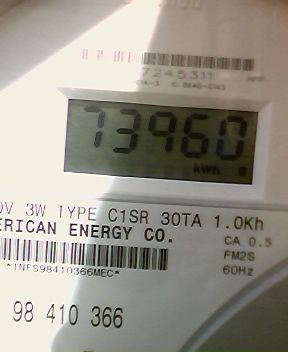 7245311
73960
kWh
0V 3W TYPE C1SR 30TA 1.0Kh
ERICAN ENERGY CO.
CA 0.5
FM2S
60Hz
*INFS98410366MEC*
98 410 366